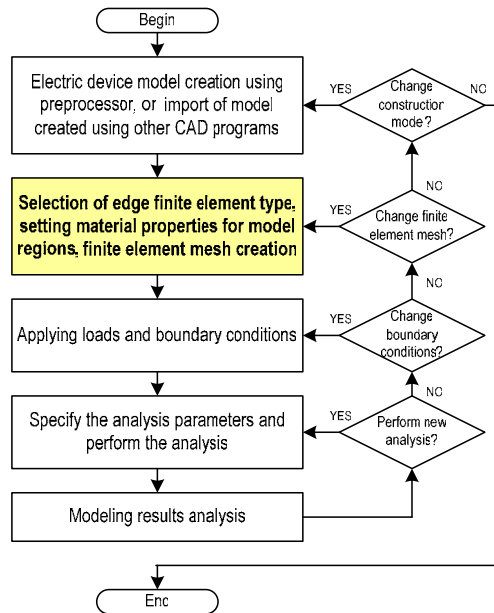 Begin
Electric device model creation using
preprocessor, or import of model
created using other CAD programs
YES
Change
construction
mode?
NO
Selection of edge finite element type,
setting material properties for model
regions, finite element mesh creation
YES
Change finite
element mesh?
NO
Applying loads and boundary conditions
YES
Change
boundary
conditions?
NO
Specify the analysis parameters and
perform the analysis
YES
Perform new
analysis?
NO
Modeling results analysis
End